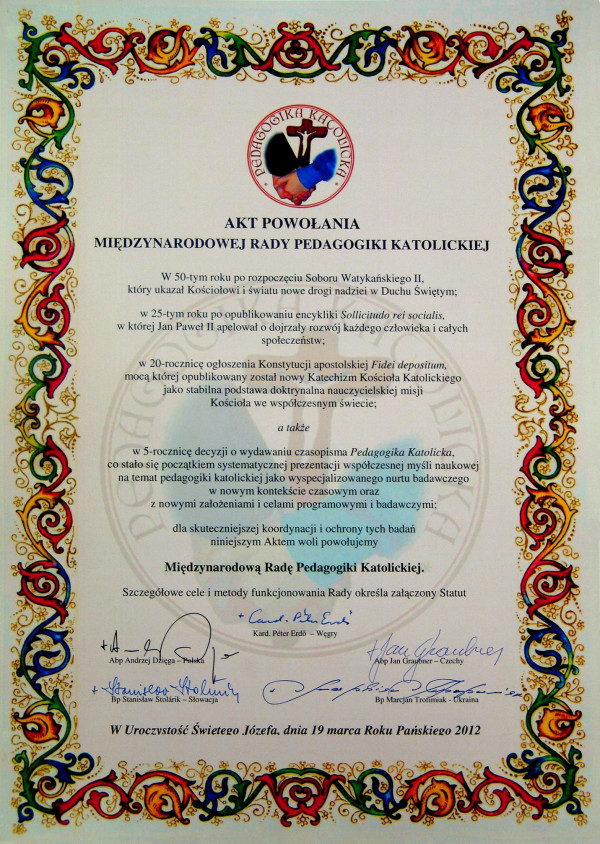 PEDAGOGIKA KATOLICKA
AKT POWOŁANIA
MIĘDZYNARODOWEJ RADY PEDAGOGIKI KATOLICKIEJ
W 50-tym roku po rozpoczęciu Soboru Watykańskiego II,
który ukazał Kościołowi i światu nowe drogi nadziei w Duchu Świętym;
w 25-tym roku po opublikowaniu encykliki Sollicitudo rei socialis,
w której Jan Paweł II apelował o dojrzały rozwój każdego człowieka i całych
społeczeństw;
w 20-rocznicę ogłoszenia Konstytucji apostolskiej Fidei depositum,
mocą której opublikowany został nowy Katechizm Kościoła Katolickiego
jako stabilna podstawa doktrynalna nauczycielskiej misji
Kościoła we współczesnym świecie;
a także
w 5-rocznicę decyzji o wydawaniu czasopisma Pedagogika Katolicka,
co stało się początkiem systematycznej prezentacji współczesnej myśli naukowej
na temat pedagogiki katolickiej jako wyspecjalizowanego nurtu badawczego
w nowym kontekście czasowym oraz
z nowymi założeniami i celami programowymi i badawczymi;
dla skuteczniejszej koordynacji i ochrony tych badań
niniejszym Aktem woli powołujemy
Międzynarodową Radę Pedagogiki Katolickiej.
Szczegółowe cele i metody funkcjonowania Rady określa załączony Statut
+ Card. Péter Erdő
Kard. Péter Erdő – Węgry
+ Jan Graubner
Abp Andrzej Dzięga – Polska
Abp Jan Graubner – Czechy
+ Stanislav Stolárik
Bp Stanisław Stolárik – Słowacja
Bp Marcjan Trofimiak - Ukraina
W Uroczystość Świętego Józefa, dnia 19 marca Roku Pańskiego 2012